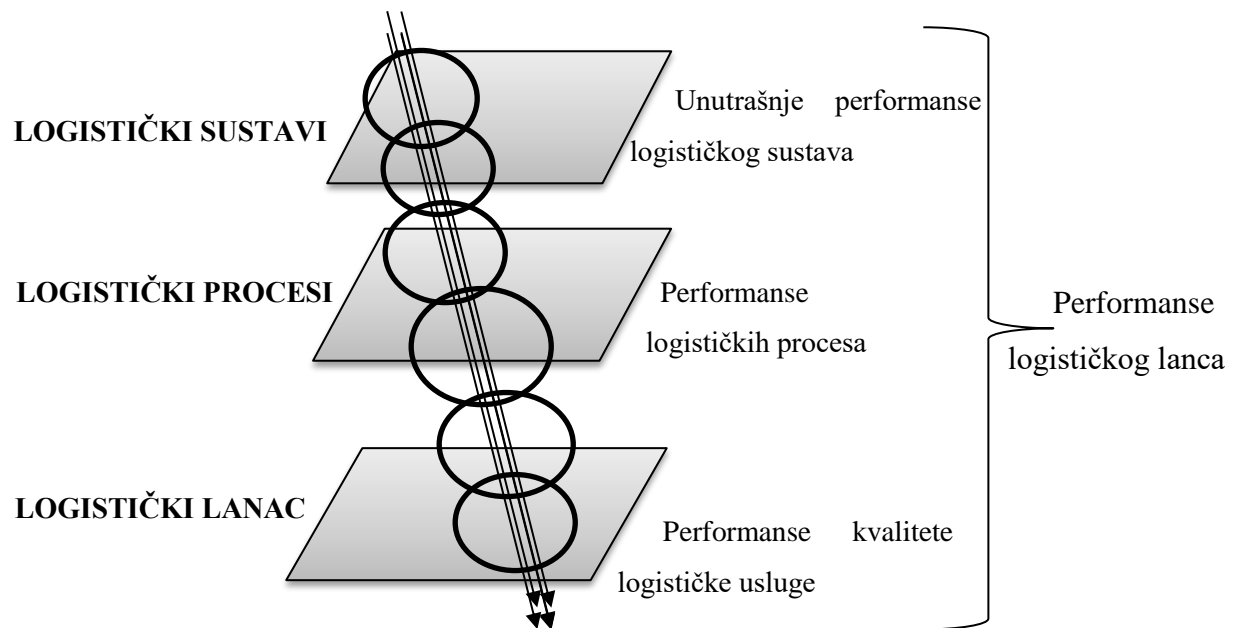 LOGISTIČKI SUSTAVI
Unutrašnje performanse
logističkog sustava
LOGISTIČKI PROCESI
Performanse
logističkih procesa
Performanse
logističkog lanca
LOGISTIČKI LANAC
Performanse kvalitete
logističke usluge